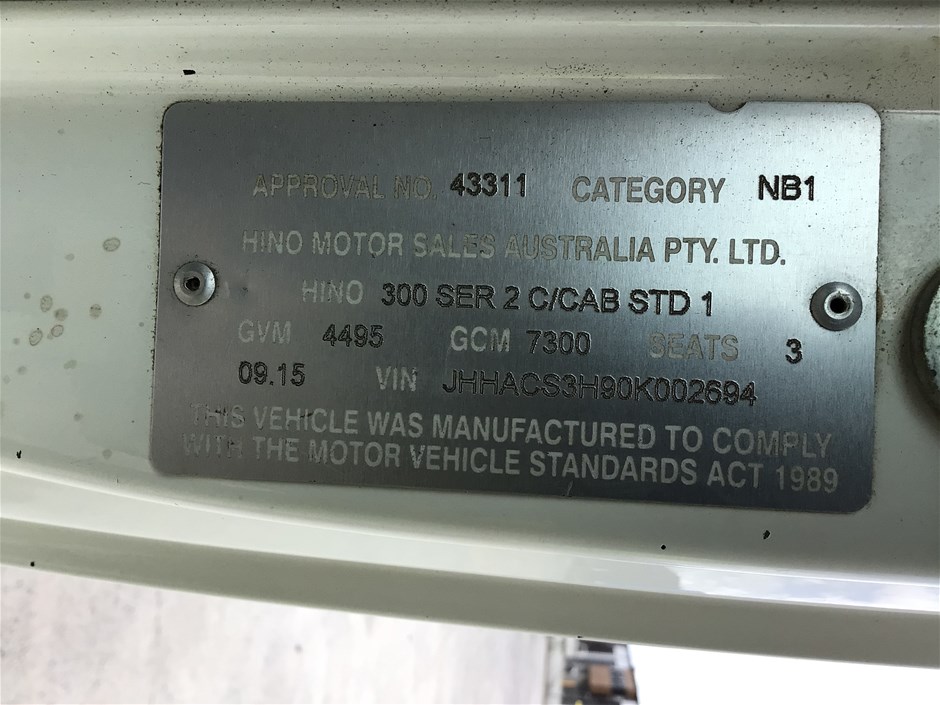 APPROVAL NO. 43311 CATEGORY NB1
HINO MOTOR SALES AUSTRALIA PTY. LTD.
HINO 300 SER 2 C/CAB STD 1
GVM 4495 GCM 7300 SEATS 3
09.15 VIN JHHACS3H90K002694
THIS VEHICLE WAS MANUFACTURED TO COMPLY
WITH THE MOTOR VEHICLE STANDARDS ACT 1989